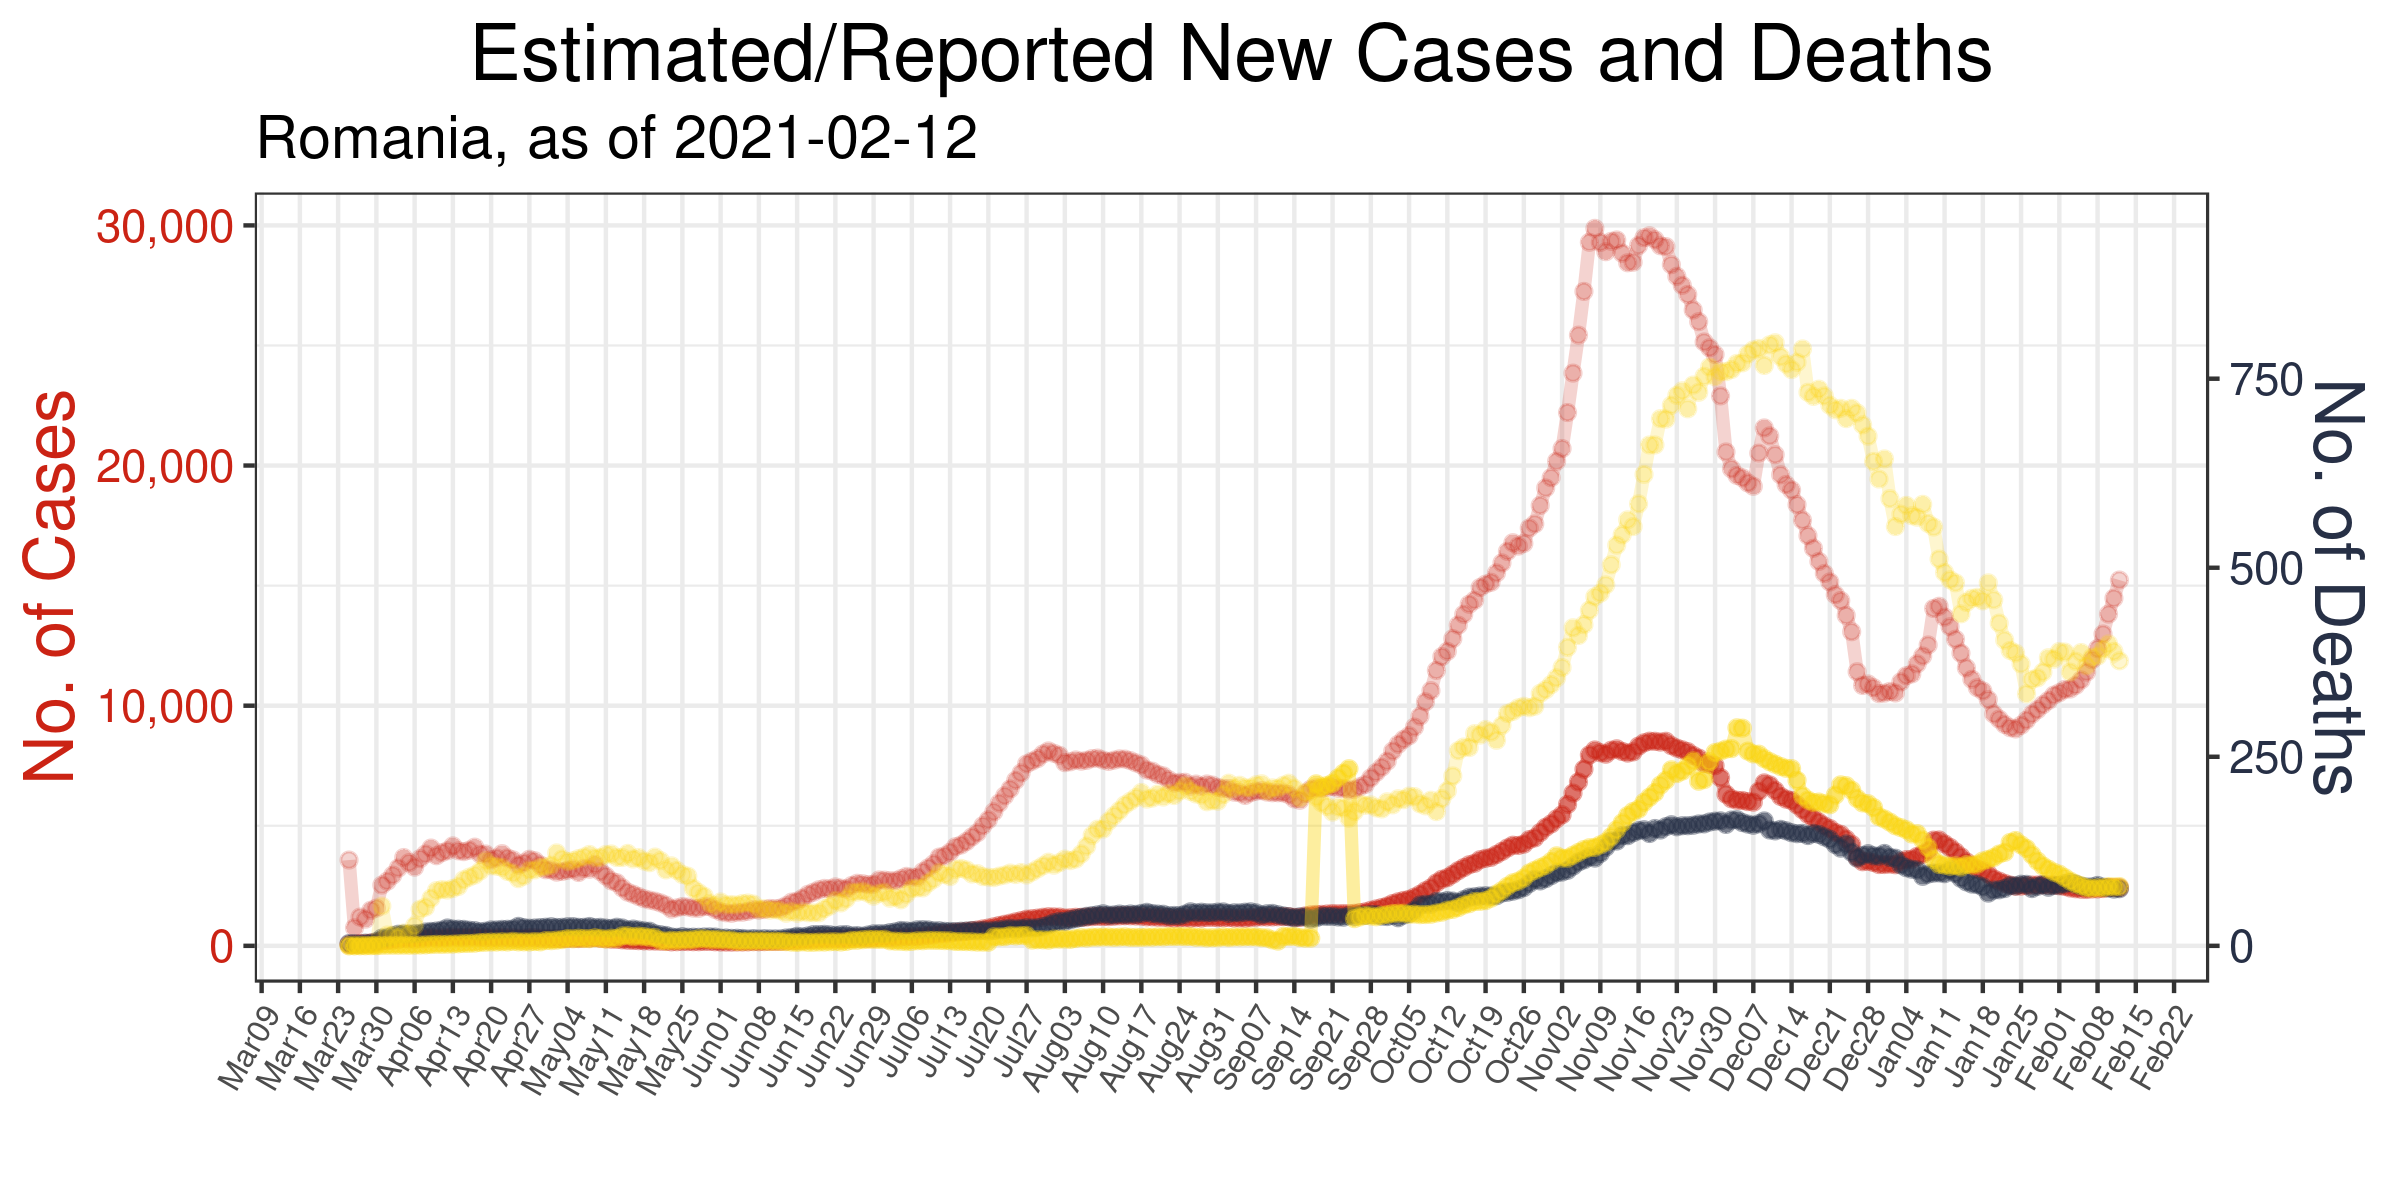 Estimated/Reported New Cases and Deaths
Romania, as of 2021-02-12
No. of Cases
30,000
20,000
10,000
0
No. of Deaths
750
500
250
0
Mar09
Mar16
Mar23
Mar30
Apr06
Apr13
Apr20
Apr27
May04
May11
May18
May25
Jun01
Jun08
Jun15
Jun22
Jun29
Jul06
Jul13
Jul20
Jul27
Aug03
Aug10
Aug17
Aug24
Aug31
Sep07
Sep14
Sep21
Sep28
Oct05
Oct12
Oct19
Oct26
Nov02
Nov09
Nov16
Nov23
Nov30
Dec07
Dec14
Dec21
Dec28
Jan04
Jan11
Jan18
Jan25
Feb01
Feb08
Feb15
Feb22